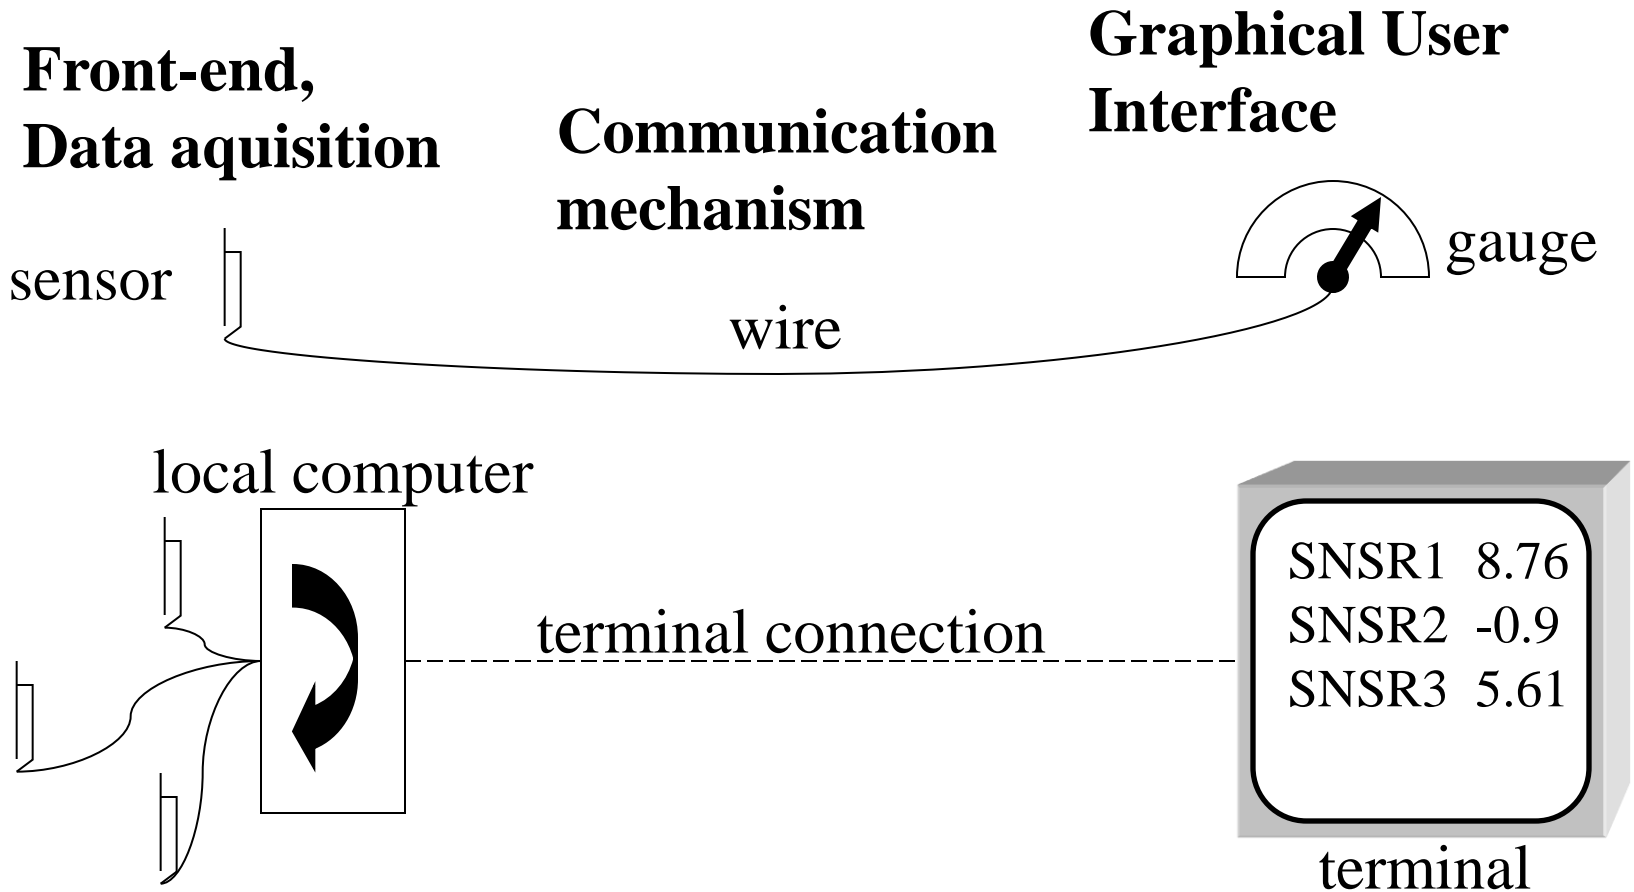 Front-end,
Data aquisition
Communication
mechanism
Graphical User
Interface
sensor
wire
gauge
local computer
terminal connection
SNSR1 8.76
SNSR2 -0.9
SNSR3 5.61
terminal